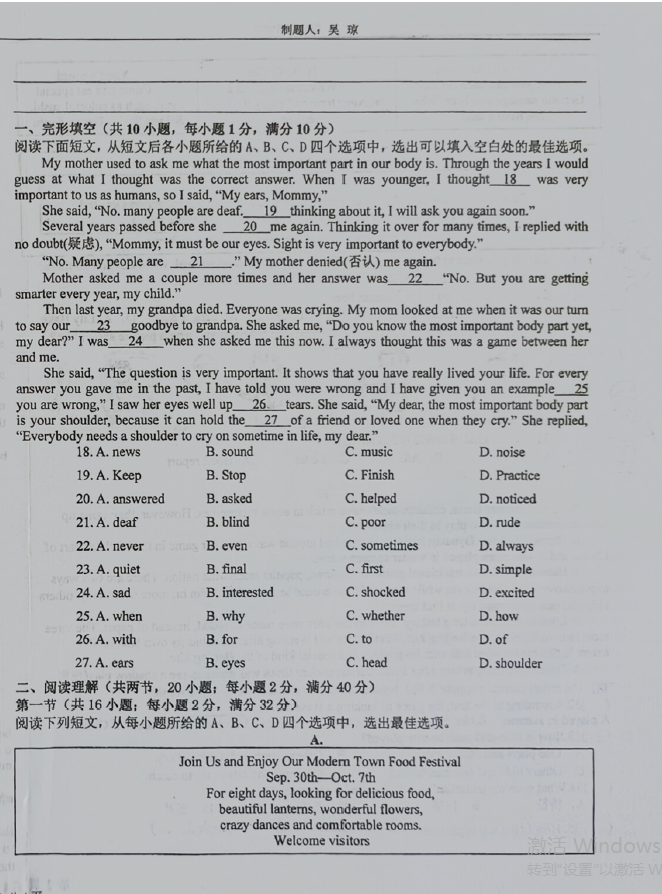 制题人：吴 琼
一、完形填空（共 10 小题，每小题 1 分，满分 10 分）
阅读下面短文，从短文后各小题所给的 A、B、C、D 四个选项中，选出可以填入空白处的最佳选项。
My mother used to ask me what the most important part in our body is. Through the years I would
guess at what I thought was the correct answer. When I was younger, I thought 18 was very
important to us as humans, so I said, “My ears, Mommy,”
She said, “No. many people are deaf. 19 thinking about it, I will ask you again soon.”
Several years passed before she 20 me again. Thinking it over for many times, I replied with
no doubt(疑虑), “Mommy, it must be our eyes. Sight is very important to everybody.”
“No. Many people are 21 .” My mother denied(否认) me again.
Mother asked me a couple more times and her answer was 22 “No. But you are getting
smarter every year, my child.”
Then last year, my grandpa died. Everyone was crying. My mom looked at me when it was our turn
to say our 23 goodbye to grandpa. She asked me, “Do you know the most important body part yet,
my dear?” I was 24 when she asked me this now. I always thought this was a game between her
and me.
She said, “The question is very important. It shows that you have really lived your life. For every
answer you gave me in the past, I have told you were wrong and I have given you an example 25
you are wrong,” I saw her eyes well up 26 tears. She said, “My dear, the most important body part
is your shoulder, because it can hold the 27 of a friend or loved one when they cry.” She replied,
“Everybody needs a shoulder to cry on sometime in life, my dear.”
18. A. news B. sound C. music D. noise
19. A. Keep B. Stop C. Finish D. Practice
20. A. answered B. asked C. helped D. noticed
21. A. deaf B. blind C. poor D. rude
22. A. never B. even C. sometimes D. always
23. A. quiet B. final C. first D. simple
24. A. sad B. interested C. shocked D. excited
25. A. when B. why C. whether D. how
26. A. with B. for C. to D. of
27. A. ears B. eyes C. head D. shoulder
二、阅读理解（共两节，20 小题；每小题 2 分，满分 40 分）
第一节（共 16 小题；每小题 2 分，满分 32 分）
阅读下列短文，从每小题所给的 A、B、C、D 四个选项中，选出最佳选项。
A.
Join Us and Enjoy Our Modern Town Food Festival
Sep. 30th—Oct. 7th
For eight days, looking for delicious food,
beautiful lanterns, wonderful flowers,
crazy dances and comfortable rooms.
Welcome visitors
激活 Windows
转到"设置"以激活 W